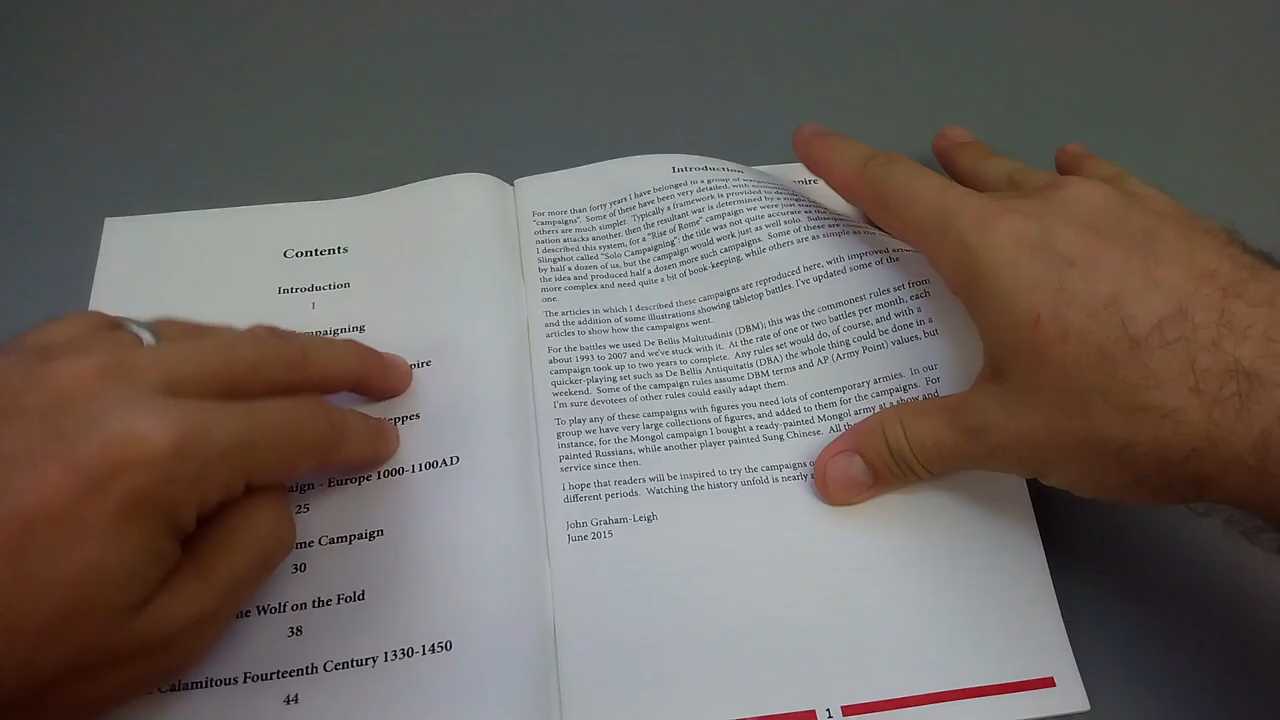 Contents
Introduction
1
paigning
pire
teppes
aign - Europe 1000-1100AD
25
me Campaign
30
e Wolf on the Fold
38
Calamitous Fourteenth Century 1330-1450
44
Introduction
pire
For more than forty years I have belonged to a group of
"campaigns". Some of these have been very detailed, with
others are much simpler. Typically a framework is provided to
nation attacks another, then the resultant war is determined by a single
I described this system, for a "Rise of Rome" campaign we were just
Slingshot called "Solo Campaigning"; the title was not quite accurate as the
by half a dozen of us, but the campaign would work just as well solo.
the idea and produced half a dozen more such campaigns. Some of these are
more complex and need quite a bit of book-keeping, while others are as simple as the
one.
The articles in which I described these campaigns are reproduced here, with improved
and the addition of some illustrations showing tabletop battles. I've updated some of the
articles to show how the campaigns went.
For the battles we used De Bellis Multitudinis (DBM); this was the commonest rules set from
about 1993 to 2007 and we've stuck with it. At the rate of one or two battles per month, each
campaign took up to two years to complete. Any rules set would do, of course, and with a
quicker-playing set such as De Bellis Antiquitatis (DBA) the whole thing could be done in a
weekend. Some of the campaign rules assume DBM terms and AP (Army Point) values, but
I'm sure devotees of other rules could easily adapt them.
To play any of these campaigns with figures you need lots of contemporary armies. In our
group we have very large collections of figures, and added to them for the campaigns. For
instance, for the Mongol campaign I bought a ready-painted Mongol army at a show and
painted Russians, while another player painted Sung Chinese. All
service since then.
I hope that readers will be inspired to try the campaigns
different periods. Watching the history unfold is nearly
John Graham-Leigh
June 2015
1